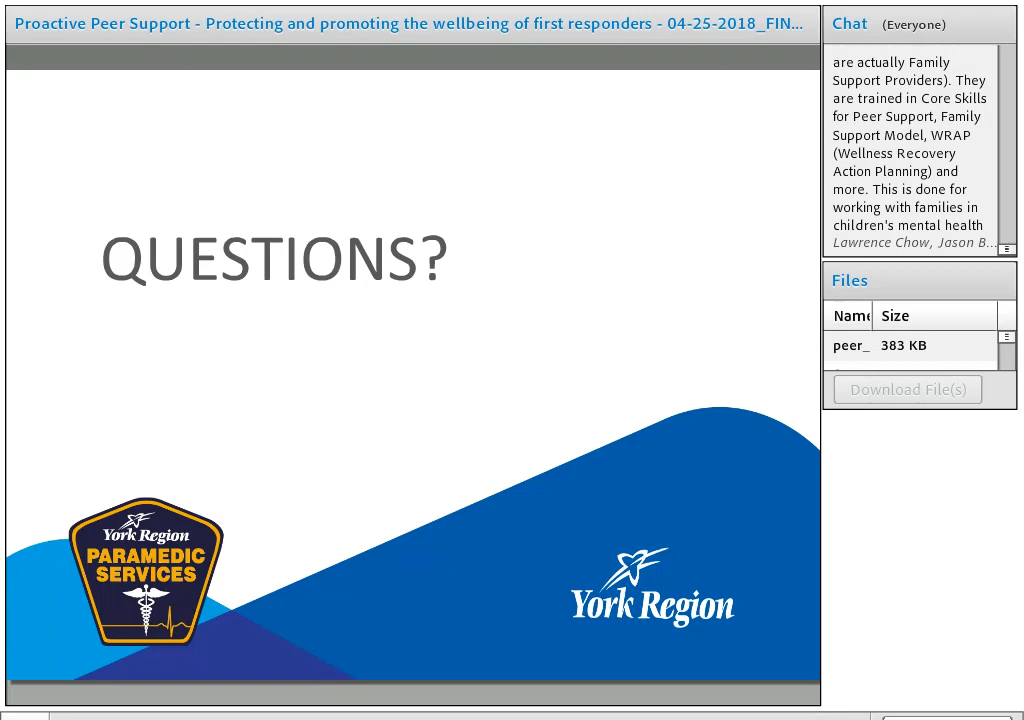 Proactive Peer Support - Protecting and promoting the wellbeing of first responders - 04-25-2018_FIN...
QUESTIONS?
York Region
PARAMEDIC
SERVICES
York Region
Chat (Everyone)
are actually Family
Support Providers). They
are trained in Core Skills
for Peer Support, Family
Support Model, WRAP
(Wellness Recovery
Action Planning) and
more. This is done for
working with families in
children's mental health
Lawrence Chow, Jason B...
Files
Name Size
peer_ 383 KB
Download File(s)